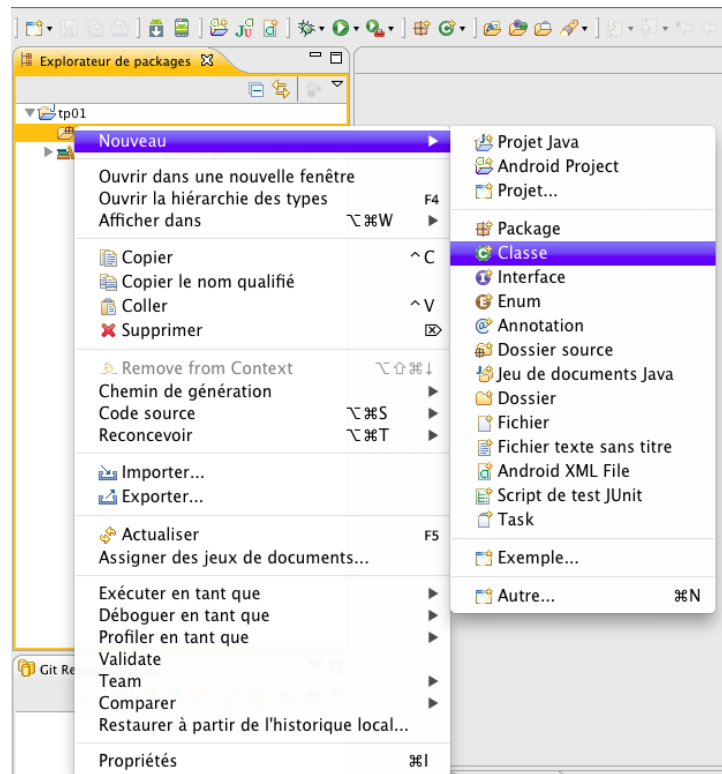 Explorateur de packages
tp01
Nouveau
Ouvrir dans une nouvelle fenêtre
Ouvrir la hiérarchie des types F4
Afficher dans ⌥⌘W
Copier ^C
Copier le nom qualifié
Coller ^V
Supprimer ⌦
Remove from Context ⌥⇧⌘↓
Chemin de génération
Code source ⌥⌘S
Reconcevoir ⌥⌘T
Importer...
Exporter...
Actualiser F5
Assigner des jeux de documents...
Exécuter en tant que
Déboguer en tant que
Profiler en tant que
Validate
Team
Comparer
Restaurer à partir de l'historique local...
Propriétés ⌘I
Projet Java
Android Project
Projet...
Package
Classe
Interface
Enum
Annotation
Dossier source
Jeu de documents Java
Dossier
Fichier
Fichier texte sans titre
Android XML File
Script de test JUnit
Task
Exemple...
Autre... ⌘N
Git Re